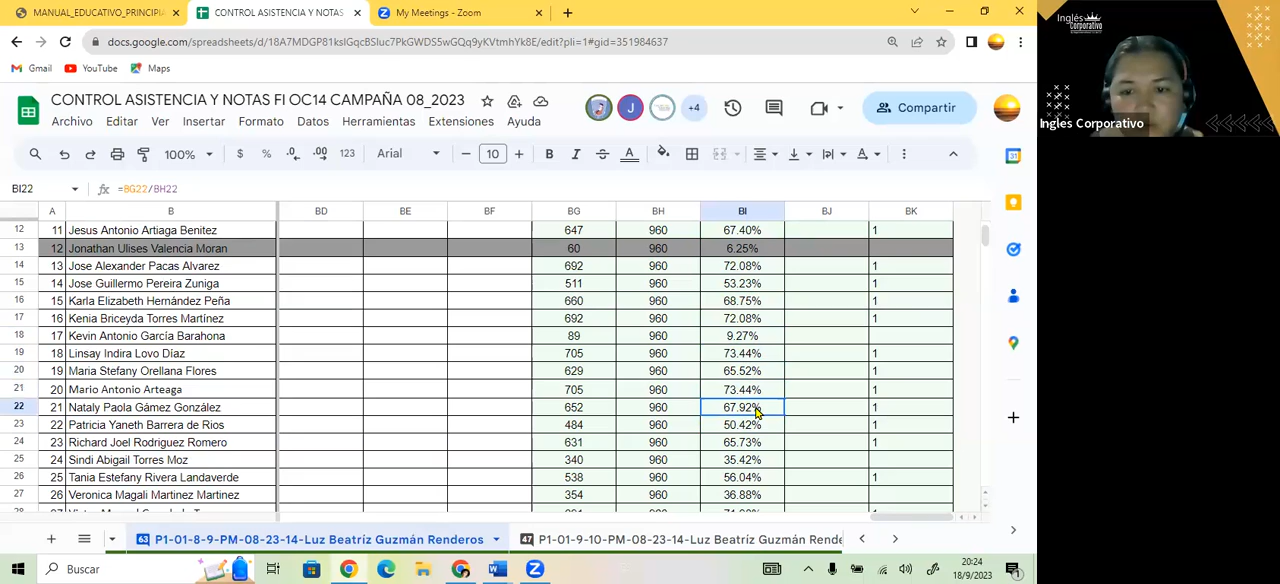 MANUAL_EDUCATIVO_PRINCIPIA
CONTROL ASISTENCIA Y NOTAS
My Meetings - Zoom
docs.google.com/spreadsheets/d/18A7MDGP81kslGqcBSluc7PkGWDS5wGQq9yKVtmhYk8E/edit?pli=1#gid=351984637
Gmail YouTube Maps
CONTROL ASISTENCIA Y NOTAS FI OC14 CAMPAÑA 08_2023
Archivo Editar Ver Insertar Formato Datos Herramientas Extensiones Ayuda
J +4 Compartir
100% $ % .0 .00 123 Arial 10 B I A
BI22 fx =BG22/BH22
A B BD BE BF BG BH BI BJ BK
12 11 Jesus Antonio Artiaga Benitez 647 960 67.40% 1
13 12 Jonathan Ulises Valencia Moran 60 960 6.25%
14 13 Jose Alexander Pacas Alvarez 692 960 72.08% 1
15 14 Jose Guillermo Pereira Zuniga 511 960 53.23% 1
16 15 Karla Elizabeth Hernández Peña 660 960 68.75% 1
17 16 Kenia Briceyda Torres Martínez 692 960 72.08% 1
18 17 Kevin Antonio García Barahona 89 960 9.27%
19 18 Linsay Indira Lovo Díaz 705 960 73.44% 1
20 19 Maria Stefany Orellana Flores 629 960 65.52% 1
21 20 Mario Antonio Arteaga 705 960 73.44% 1
22 21 Nataly Paola Gámez González 652 960 67.92% 1
23 22 Patricia Yaneth Barrera de Rios 484 960 50.42% 1
24 23 Richard Joel Rodriguez Romero 631 960 65.73% 1
25 24 Sindi Abigail Torres Moz 340 960 35.42%
26 25 Tania Estefany Rivera Landaverde 538 960 56.04% 1
27 26 Veronica Magali Martinez Martinez 354 960 36.88%
63 P1-01-8-9-PM-08-23-14-Luz Beatríz Guzmán Renderos
47 P1-01-9-10-PM-08-23-14-Luz Beatríz Guzmán Rende
Buscar
20:24
18/9/2023
Inglés
Corporativo
Ingles Corporativo